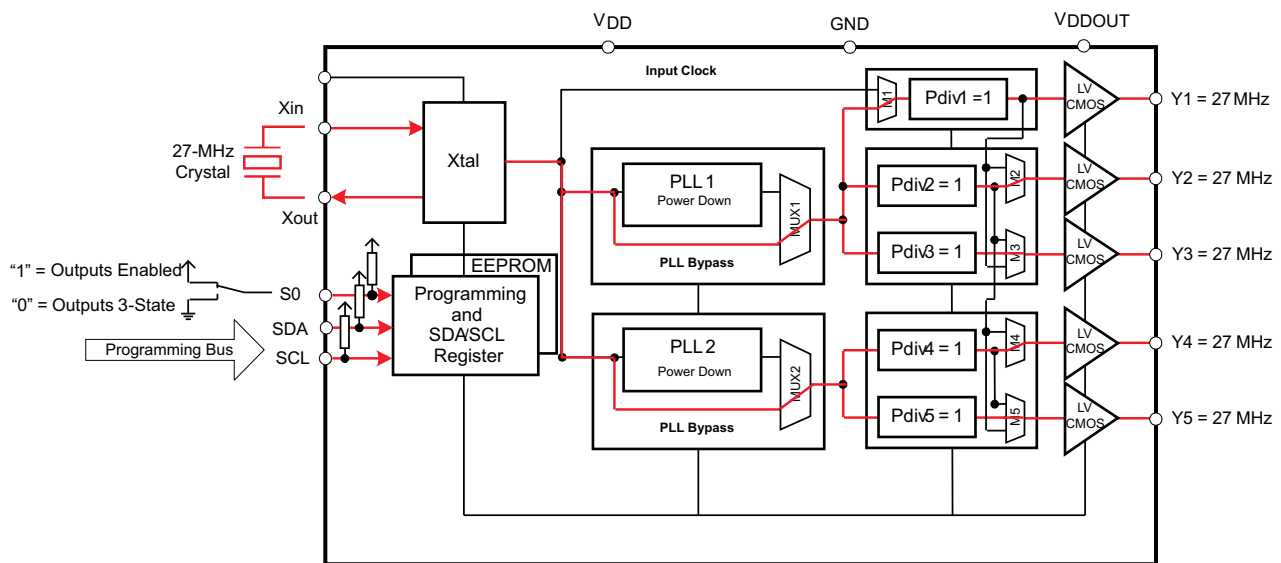 VDD
GND
VDDOUT
Input Clock
Xin
27-MHz
Crystal
Xout
Xtal
"1" = Outputs Enabled
"0" = Outputs 3-State
S0
SDA
SCL
Programming Bus
EEPROM
Programming
and
SDA/SCL
Register
PLL 1
Power Down
MUX1
PLL Bypass
PLL 2
Power Down
MUX2
PLL Bypass
M1
Pdiv1 = 1
LV
CMOS
Y1 = 27 MHz
Pdiv2 = 1
M2
LV
CMOS
Y2 = 27 MHz
Pdiv3 = 1
M3
LV
CMOS
Y3 = 27 MHz
Pdiv4 = 1
M4
LV
CMOS
Y4 = 27 MHz
Pdiv5 = 1
M5
LV
CMOS
Y5 = 27 MHz